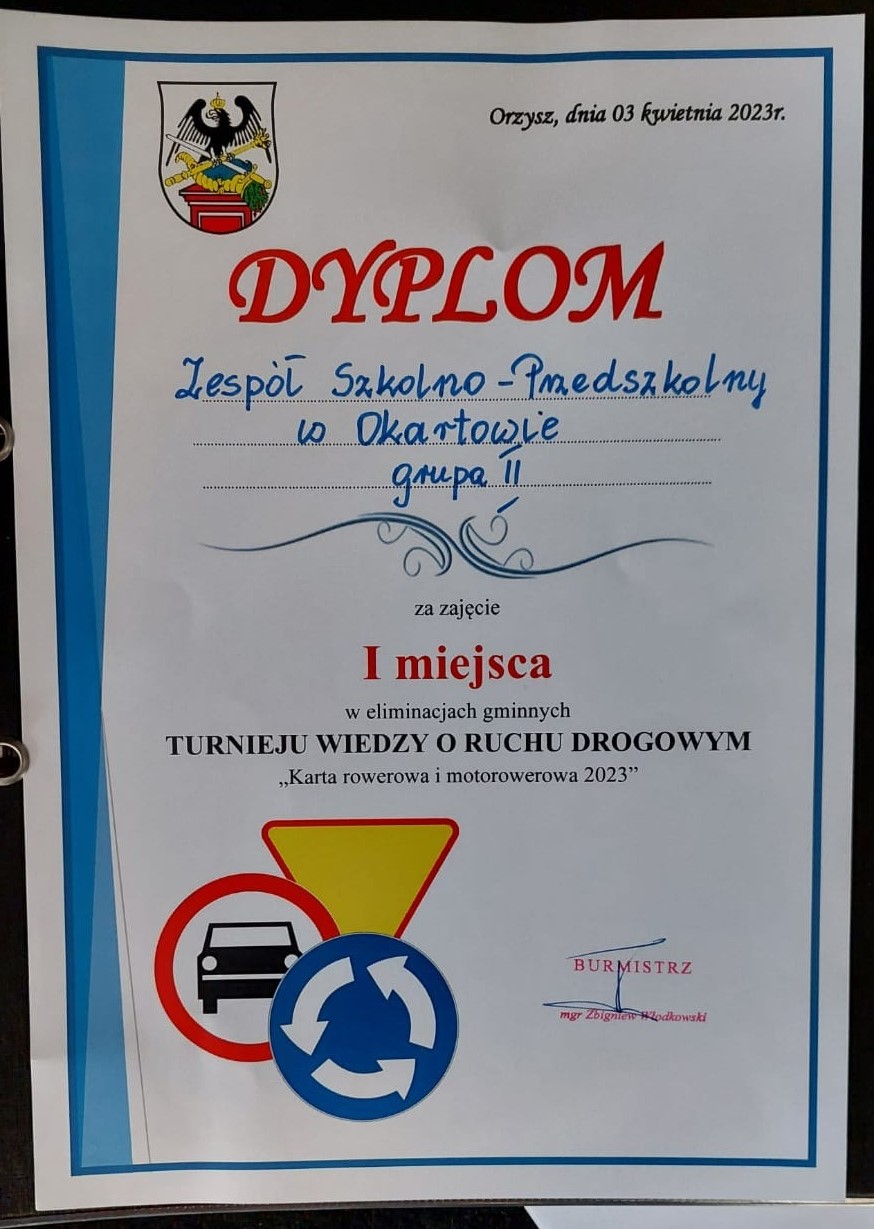 Orzysz, dnia 03 kwietnia 2023r.
DYPLOM
Zespół Szkolno-Przedszkolny
w Okartowie
grupa II
za zajęcie
I miejsca
w eliminacjach gminnych
TURNIEJU WIEDZY O RUCHU DROGOWYM
„Karta rowerowa i motorowerowa 2023”
BURMISTRZ
mgr Zbigniew Włodkowski